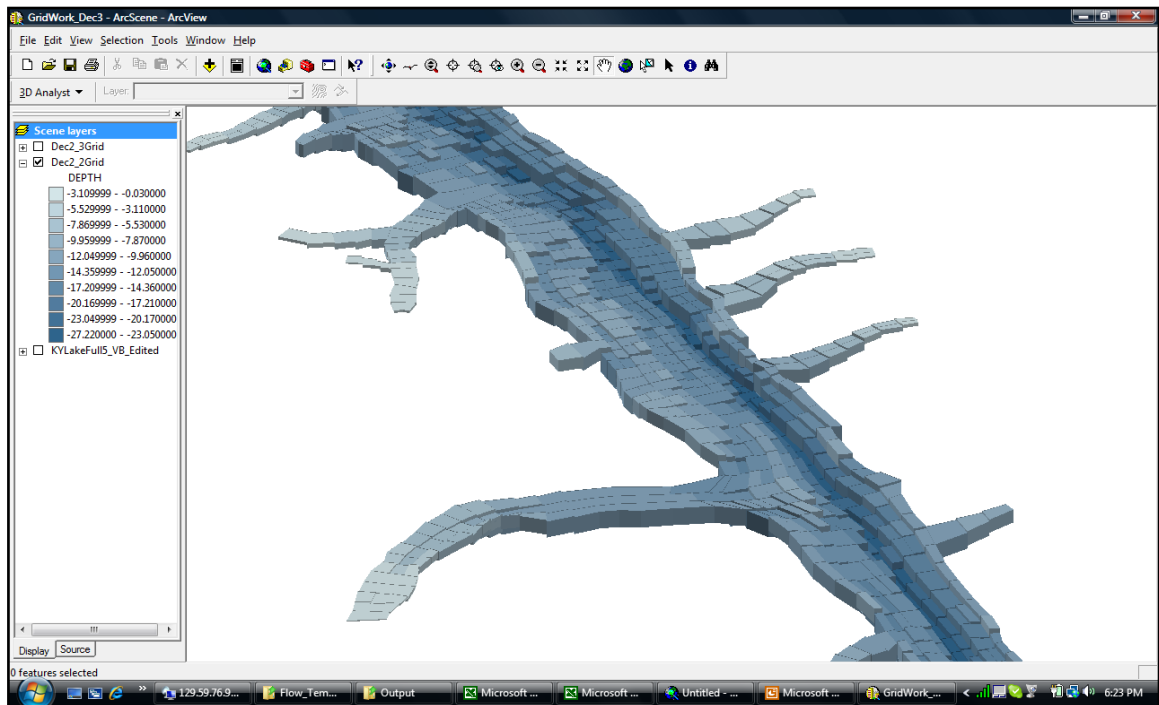 GridWork_Dec3 - ArcScene - ArcView
File Edit View Selection Tools Window Help
3D Analyst Layer:
Scene layers
Dec2_3Grid
Dec2_2Grid
DEPTH
-3.109999 - -0.030000
-5.529999 - -3.110000
-7.869999 - -5.530000
-9.959999 - -7.870000
-12.049999 - -9.960000
-14.359999 - -12.050000
-17.209999 - -14.360000
-20.169999 - -17.210000
-23.049999 - -20.170000
-27.220000 - -23.050000
KYLakeFull5_VB_Edited
Display Source
0 features selected
129.59.76.9... Flow_Tem... Output Microsoft ... Microsoft ... Untitled - ... Microsoft ... GridWork_... 6:23 PM